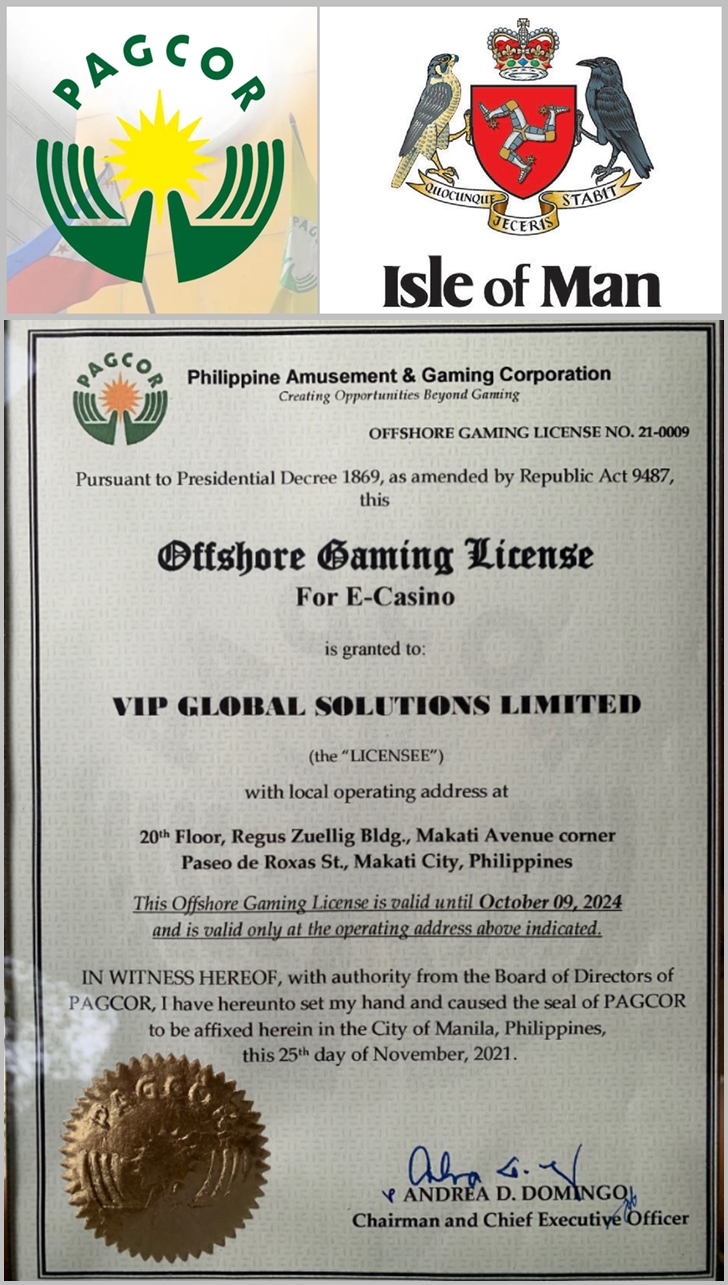 PAGCOR
PAGC
QUOCUNQUE JECERIS STABIT
Isle of Man
PAGCOR
Philippine Amusement & Gaming Corporation
Creating Opportunities Beyond Gaming
OFFSHORE GAMING LICENSE NO. 21-0009
Pursuant to Presidential Decree 1869, as amended by Republic Act 9487,
this
Offshore Gaming License
For E-Casino
is granted to:
VIP GLOBAL SOLUTIONS LIMITED
(the “LICENSEE”)
with local operating address at
20th Floor, Regus Zuellig Bldg., Makati Avenue corner
Paseo de Roxas St., Makati City, Philippines
This Offshore Gaming License is valid until October 09, 2024
and is valid only at the operating address above indicated.
IN WITNESS HEREOF, with authority from the Board of Directors of
PAGCOR, I have hereunto set my hand and caused the seal of PAGCOR
to be affixed herein in the City of Manila, Philippines,
this 25th day of November, 2021.
PAGCOR
ANDREA D. DOMINGO
Chairman and Chief Executive Officer